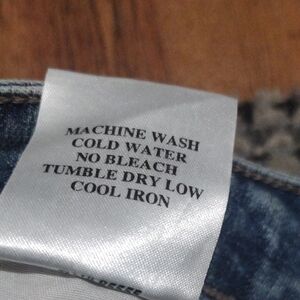 MACHINE WASH
COLD WATER
NO BLEACH
TUMBLE DRY LOW
COOL IRON